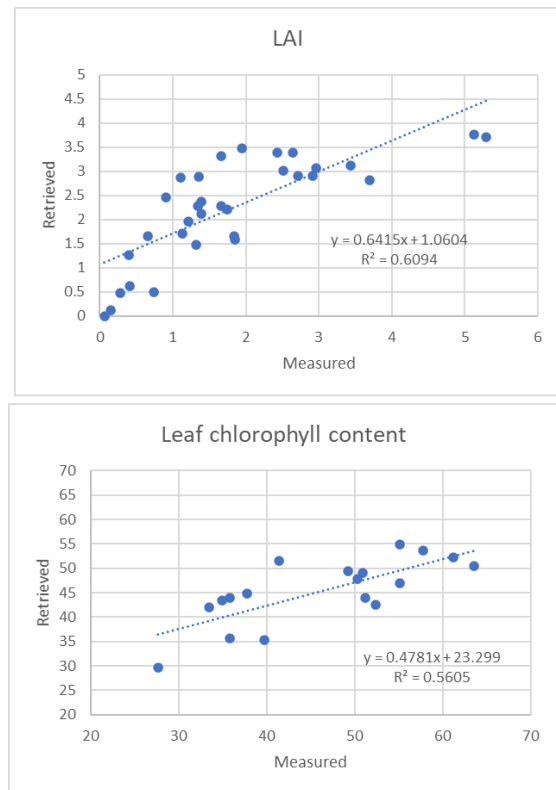 LAI
Retrieved
5
4.5
4
3.5
3
2.5
2
1.5
1
0.5
0
y = 0.6415x + 1.0604
R² = 0.6094
0 1 2 3 4 5 6
Measured
Leaf chlorophyll content
Retrieved
70
65
60
55
50
45
40
35
30
25
20
y = 0.4781x + 23.299
R² = 0.5605
20 30 40 50 60 70
Measured